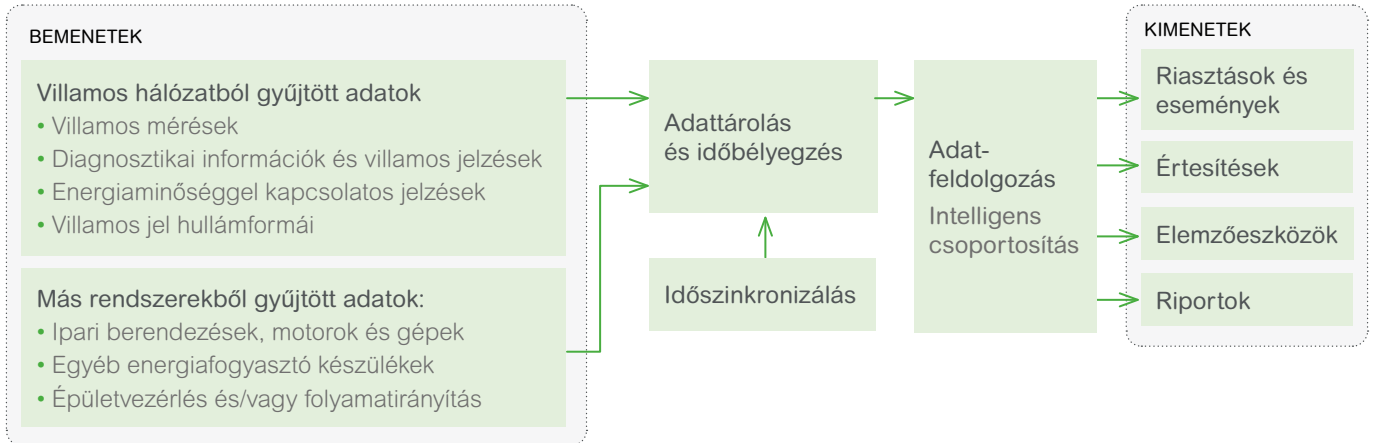 BEMENETEK
Villamos hálózatból gyűjtött adatok
• Villamos mérések
• Diagnosztikai információk és villamos jelzések
• Energiaminőséggel kapcsolatos jelzések
• Villamos jel hullámformái
Más rendszerekből gyűjtött adatok:
• Ipari berendezések, motorok és gépek
• Egyéb energiafogyasztó készülékek
• Épületvezérlés és/vagy folyamatirányítás
Adattárolás
és időbélyegzés
Időszinkronizálás
Adat-
feldolgozás
Intelligens
csoportosítás
KIMENETEK
Riasztások és
események
Értesítések
Elemzőeszközök
Riportok